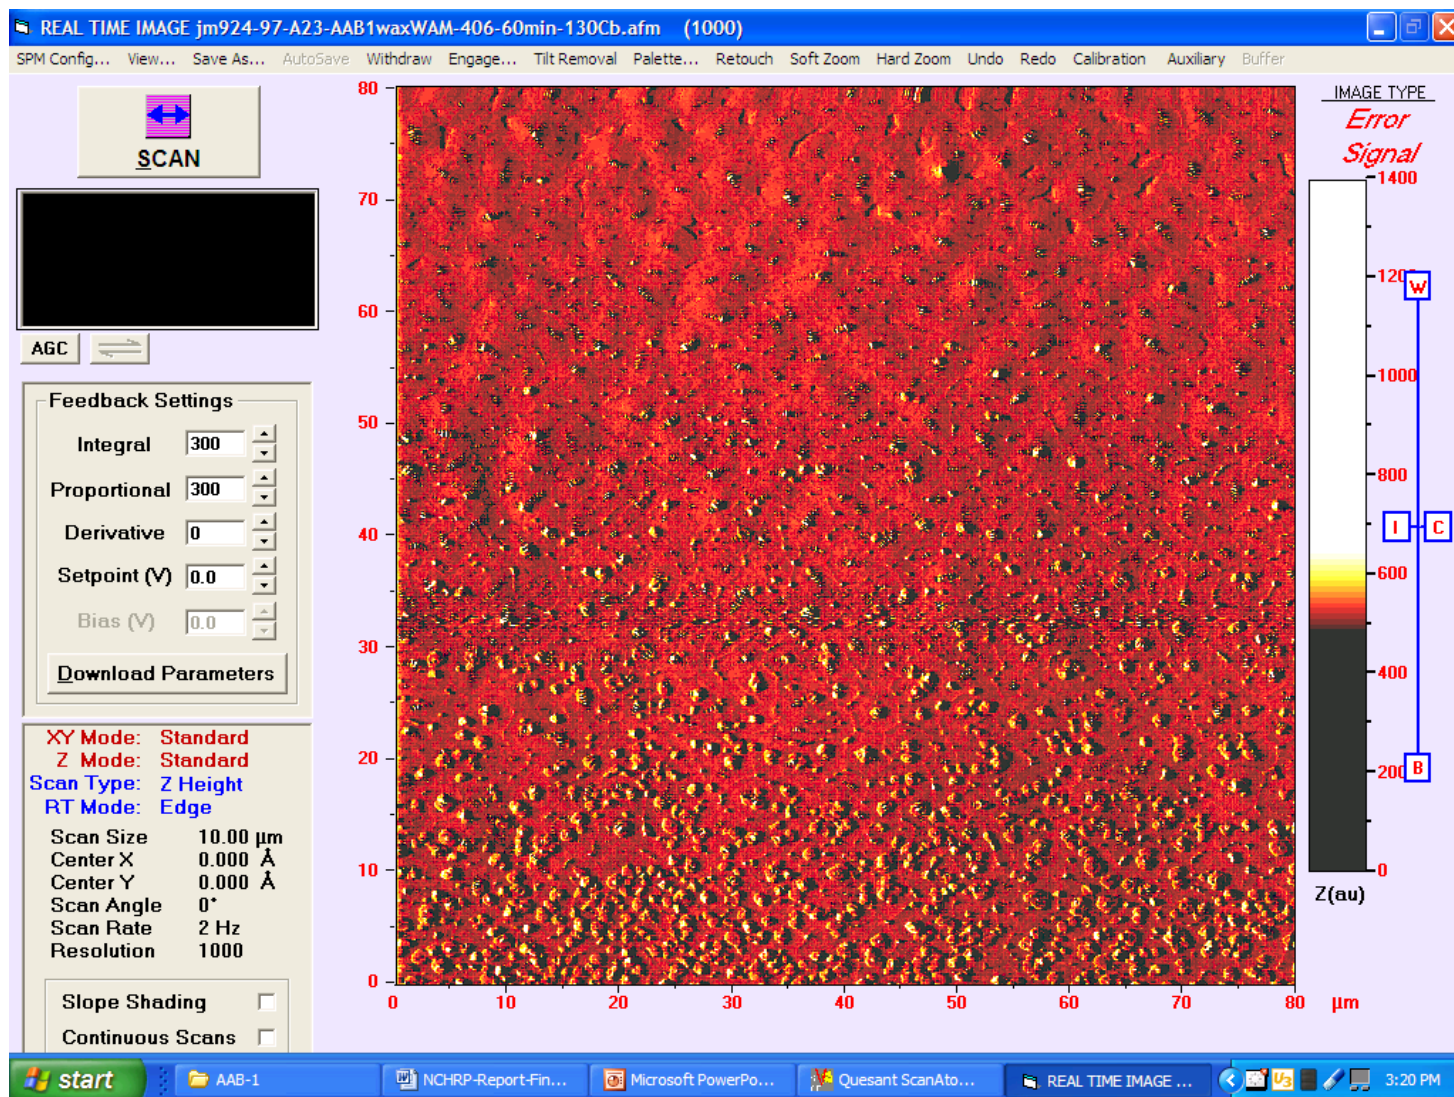 REAL TIME IMAGE jm924-97-A23-AAB1waxWAM-406-60min-130Cb.afm (1000)
SPM Config... View... Save As... AutoSave Withdraw Engage... Tilt Removal Palette... Retouch Soft Zoom Hard Zoom Undo Redo Calibration Auxiliary Buffer
SCAN
AGC
Feedback Settings
Integral 300
Proportional 300
Derivative 0
Setpoint (V) 0.0
Bias (V) 0.0
Download Parameters
XY Mode: Standard
Z Mode: Standard
Scan Type: Z Height
RT Mode: Edge
Scan Size 10.00 µm
Center X 0.000 Å
Center Y 0.000 Å
Scan Angle 0°
Scan Rate 2 Hz
Resolution 1000
Slope Shading
Continuous Scans
80
70
60
50
40
30
20
10
0
0 10 20 30 40 50 60 70 80 µm
IMAGE TYPE
Error
Signal
1400
1200
W
1000
800
I C
600
400
200 B
0
Z(au)
start AAB-1 NCHRP-Report-Fin... Microsoft PowerPo... Quesant ScanAto... REAL TIME IMAGE ... U3 3:20 PM